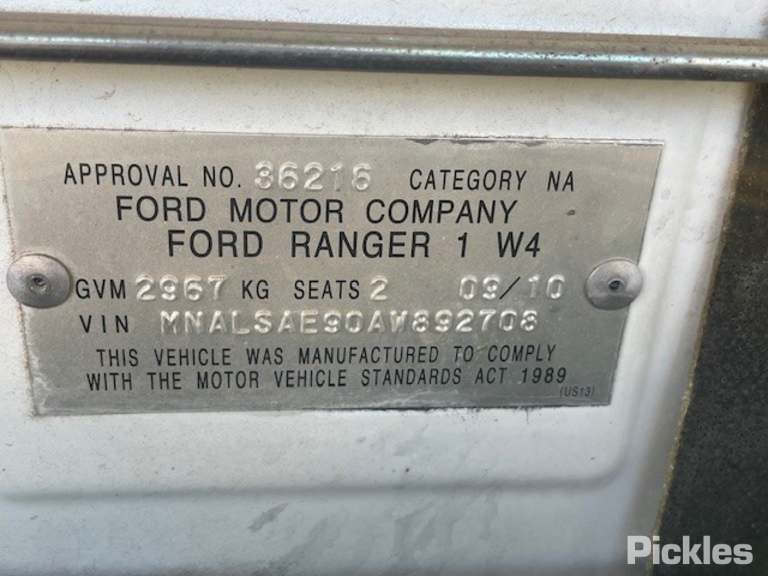 APPROVAL NO. 36216 CATEGORY NA
FORD MOTOR COMPANY
FORD RANGER 1 W4
GVM 2967 KG SEATS 2 09/10
VIN MNALSAE90AW892708
THIS VEHICLE WAS MANUFACTURED TO COMPLY
WITH THE MOTOR VEHICLE STANDARDS ACT 1989
(US13)
Pickles